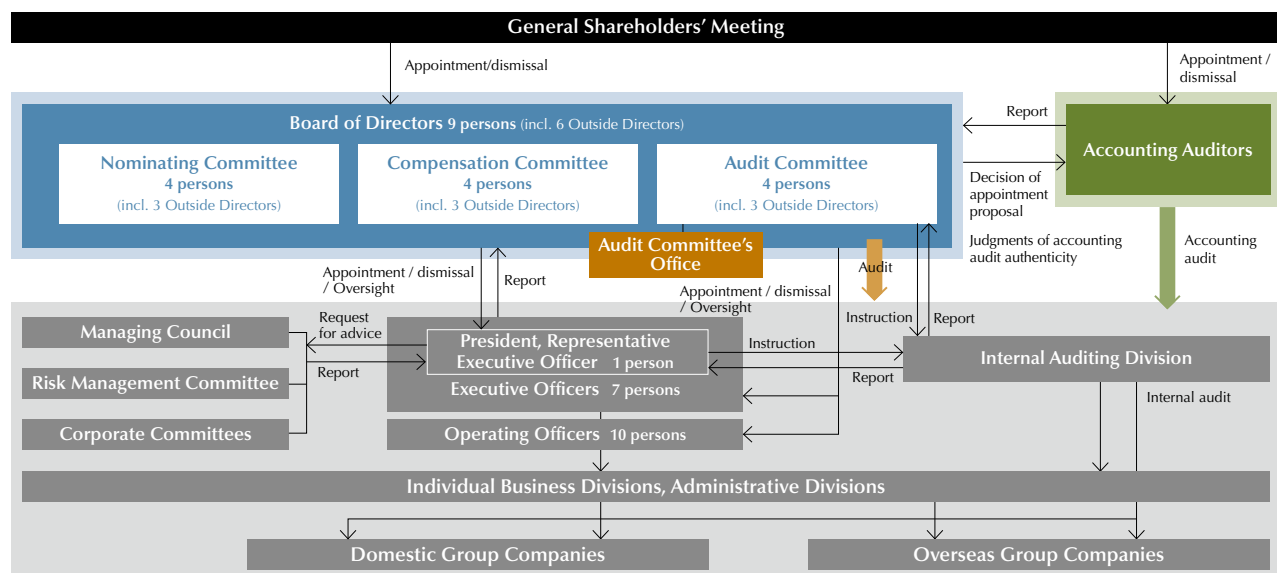 General Shareholders' Meeting
Appointment/dismissal
Appointment /
dismissal
Board of Directors 9 persons (incl. 6 Outside Directors)
Report
Accounting Auditors
Nominating Committee
4 persons
(incl. 3 Outside Directors)
Compensation Committee
4 persons
(incl. 3 Outside Directors)
Audit Committee
4 persons
(incl. 3 Outside Directors)
Decision of
appointment
proposal
Judgments of accounting
audit authenticity
Accounting
audit
Audit Committee's
Office
Audit
Appointment / dismissal
/ Oversight
Report
Appointment / dismissal
/ Oversight
Instruction
Report
Managing Council
Risk Management Committee
Corporate Committees
Request
for advice
Report
President, Representative
Executive Officer 1 person
Executive Officers 7 persons
Operating Officers 10 persons
Instruction
Report
Internal Auditing Division
Internal audit
Individual Business Divisions, Administrative Divisions
Domestic Group Companies
Overseas Group Companies